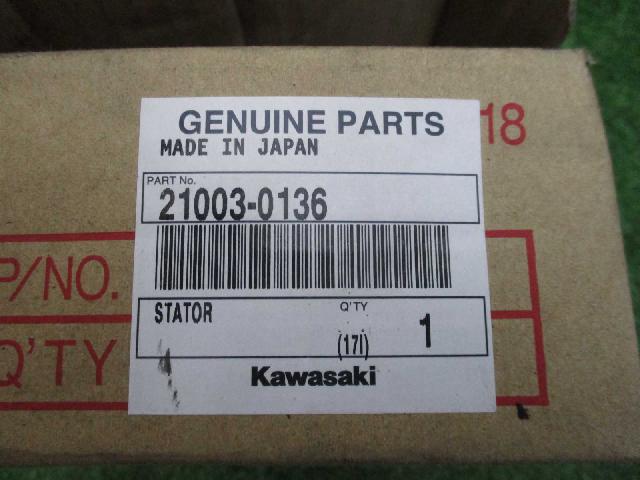 GENUINE PARTS
18
MADE IN JAPAN
PART No.
21003-0136
P/NO.
STATOR
Q'TY
(17I)
1
Q'TY
Kawasaki